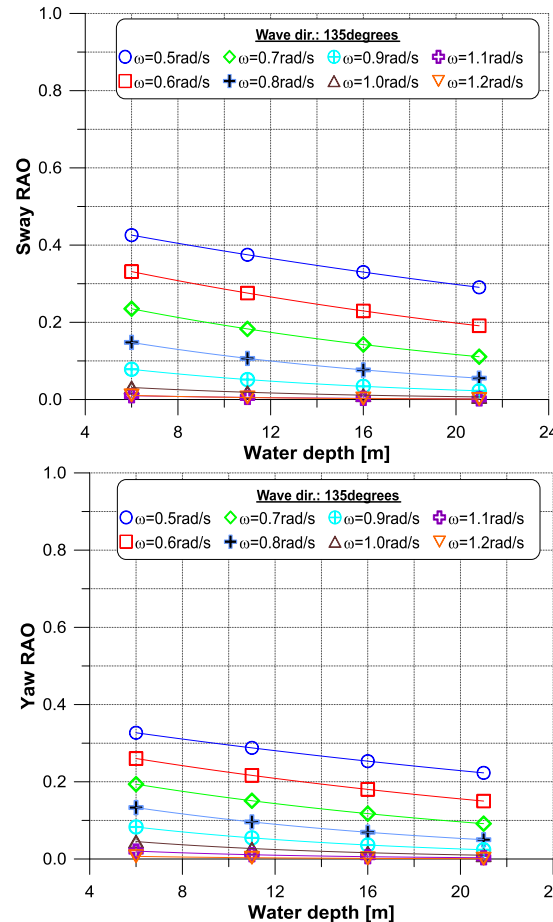 1.0
0.8
0.6
0.4
0.2
0.0
Sway RAO
Wave dir.: 135degrees
ω=0.5rad/s ω=0.7rad/s ω=0.9rad/s ω=1.1rad/s
ω=0.6rad/s ω=0.8rad/s ω=1.0rad/s ω=1.2rad/s
4 8 12 16 20 24
Water depth [m]
1.0
0.8
0.6
0.4
0.2
0.0
Yaw RAO
Wave dir.: 135degrees
ω=0.5rad/s ω=0.7rad/s ω=0.9rad/s ω=1.1rad/s
ω=0.6rad/s ω=0.8rad/s ω=1.0rad/s ω=1.2rad/s
4 8 12 16 20 24
Water depth [m]